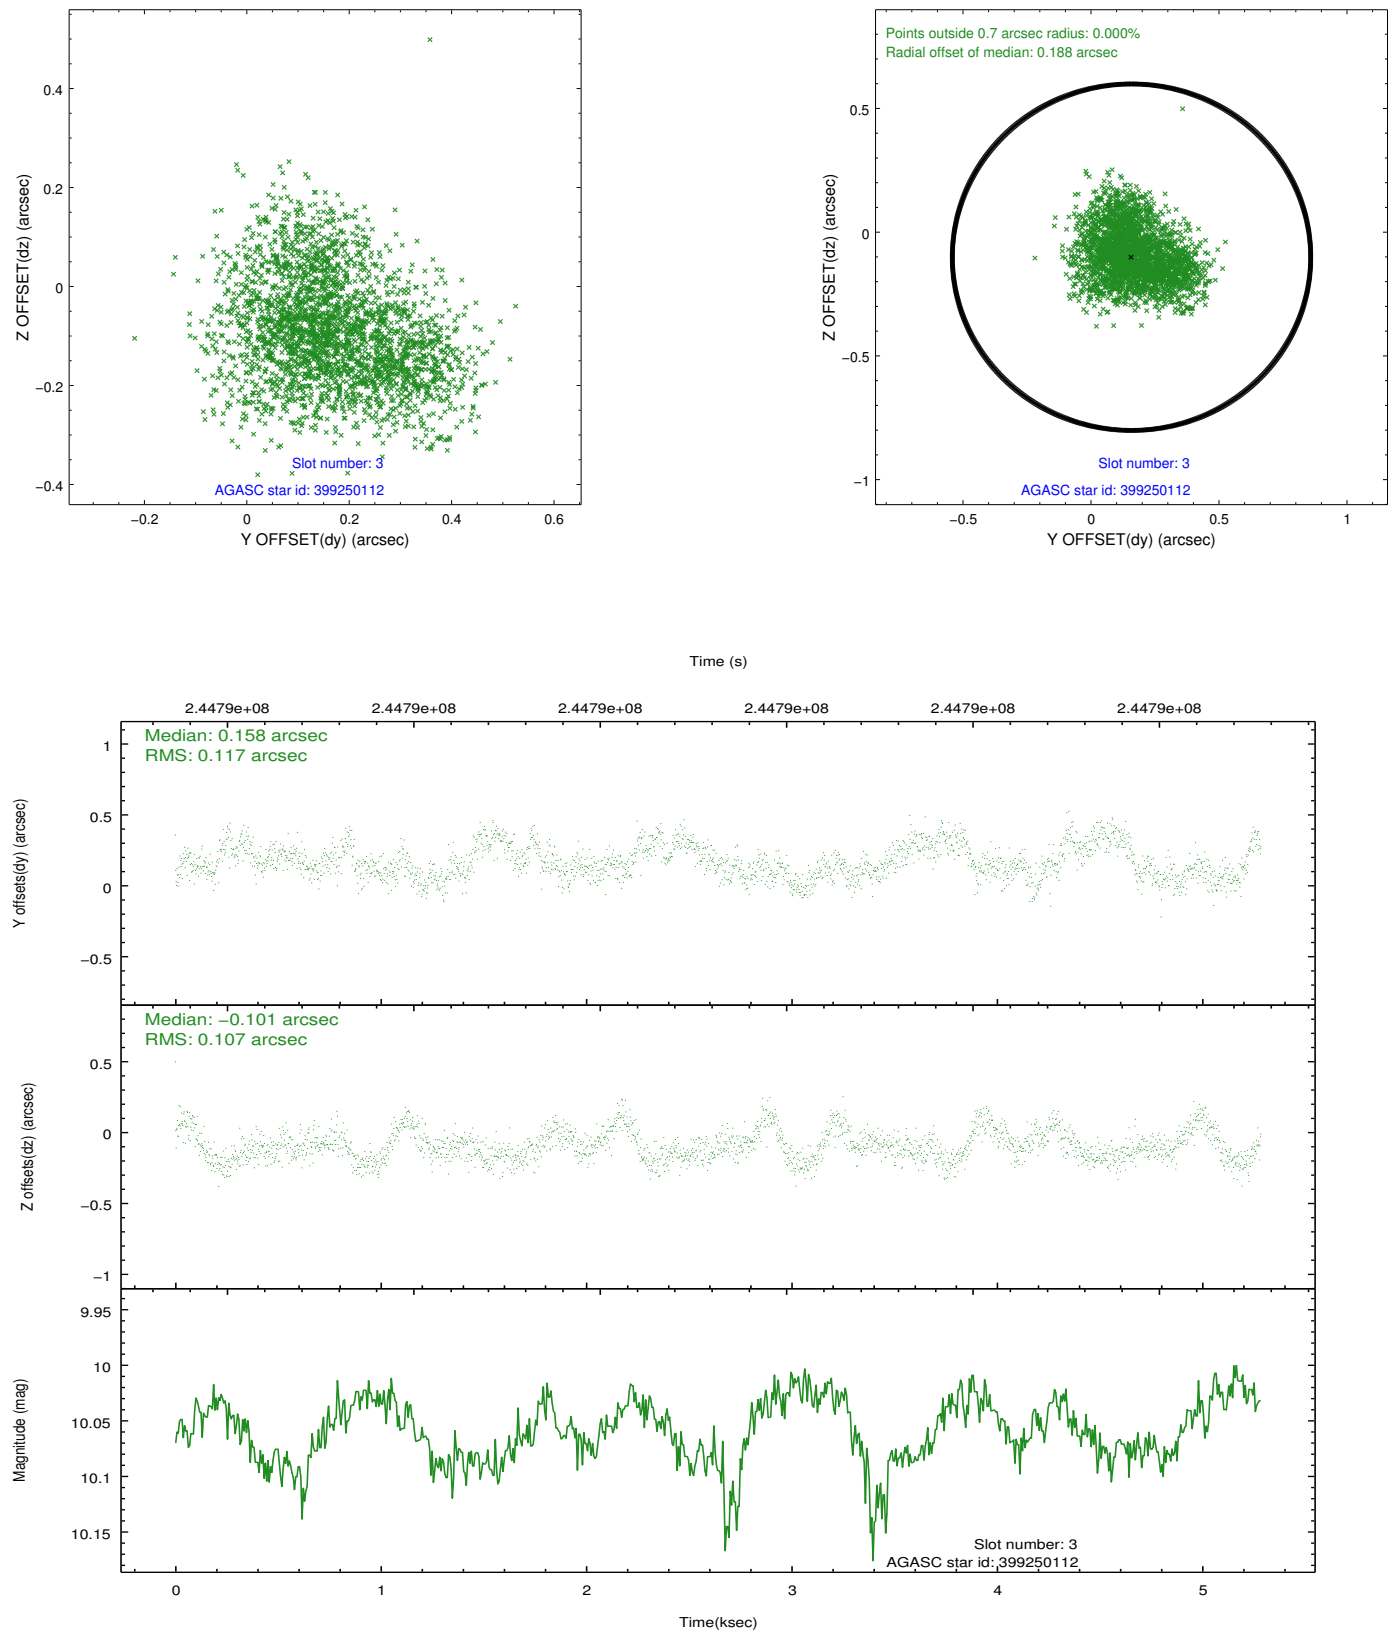 0.4
0.2
0
−0.2
−0.4
Z OFFSET(dz) (arcsec)
Slot number: 3
AGASC star id: 399250112
−0.2
0
0.2
0.4
0.6
Y OFFSET(dy) (arcsec)
Points outside 0.7 arcsec radius: 0.000%
Radial offset of median: 0.188 arcsec
0.5
0
−0.5
−1
Z OFFSET(dz) (arcsec)
Slot number: 3
AGASC star id: 399250112
−0.5
0
0.5
1
Y OFFSET(dy) (arcsec)
Time (s)
2.4479e+08
2.4479e+08
2.4479e+08
2.4479e+08
2.4479e+08
2.4479e+08
Median: 0.158 arcsec
RMS: 0.117 arcsec
1
0.5
0
−0.5
Y offsets(dy) (arcsec)
Median: −0.101 arcsec
RMS: 0.107 arcsec
0.5
0
−0.5
−1
Z offsets(dz) (arcsec)
9.95
10
10.05
10.1
10.15
Magnitude (mag)
Slot number: 3
AGASC star id: 399250112
0
1
2
3
4
5
Time(ksec)